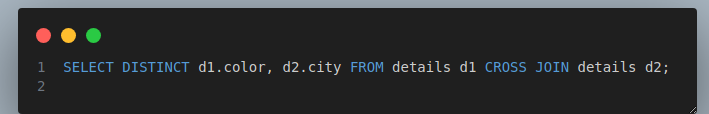 1 SELECT DISTINCT d1.color, d2.city FROM details d1 CROSS JOIN details d2;
2